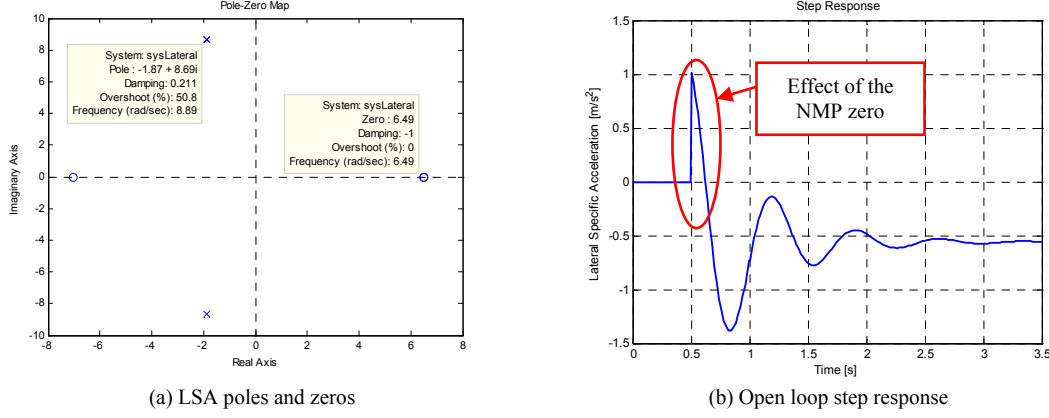 Pole-Zero Map
10
8
6
4
2
0
-2
-4
-6
-8
-10
Imaginary Axis
System: sysLateral
Pole : -1.87 + 8.69i
Damping: 0.211
Overshoot (%): 50.8
Frequency (rad/sec): 8.89
System: sysLateral
Zero : 6.49
Damping: -1
Overshoot (%): 0
Frequency (rad/sec): 6.49
-8 -6 -4 -2 0 2 4 6 8
Real Axis
(a) LSA poles and zeros
Step Response
1.5
1
0.5
0
-0.5
-1
-1.5
Lateral Specific Acceleration [m/s²]
Effect of the
NMP zero
0 0.5 1 1.5 2 2.5 3 3.5
Time [s]
(b) Open loop step response